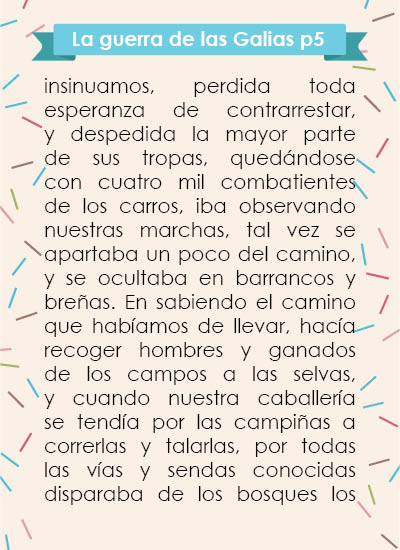 La guerra de las Galias p5
insinuamos, perdida toda
esperanza de contrarrestar,
y despedida la mayor parte
de sus tropas, quedándose
con cuatro mil combatientes
de los carros, iba observando
nuestras marchas, tal vez se
apartaba un poco del camino,
y se ocultaba en barrancos y
breñas. En sabiendo el camino
que habíamos de llevar, hacía
recoger hombres y ganados
de los campos a las selvas,
y cuando nuestra caballería
se tendía por las campiñas a
correrlas y talarlas, por todas
las vías y sendas conocidas
disparaba de los bosques los